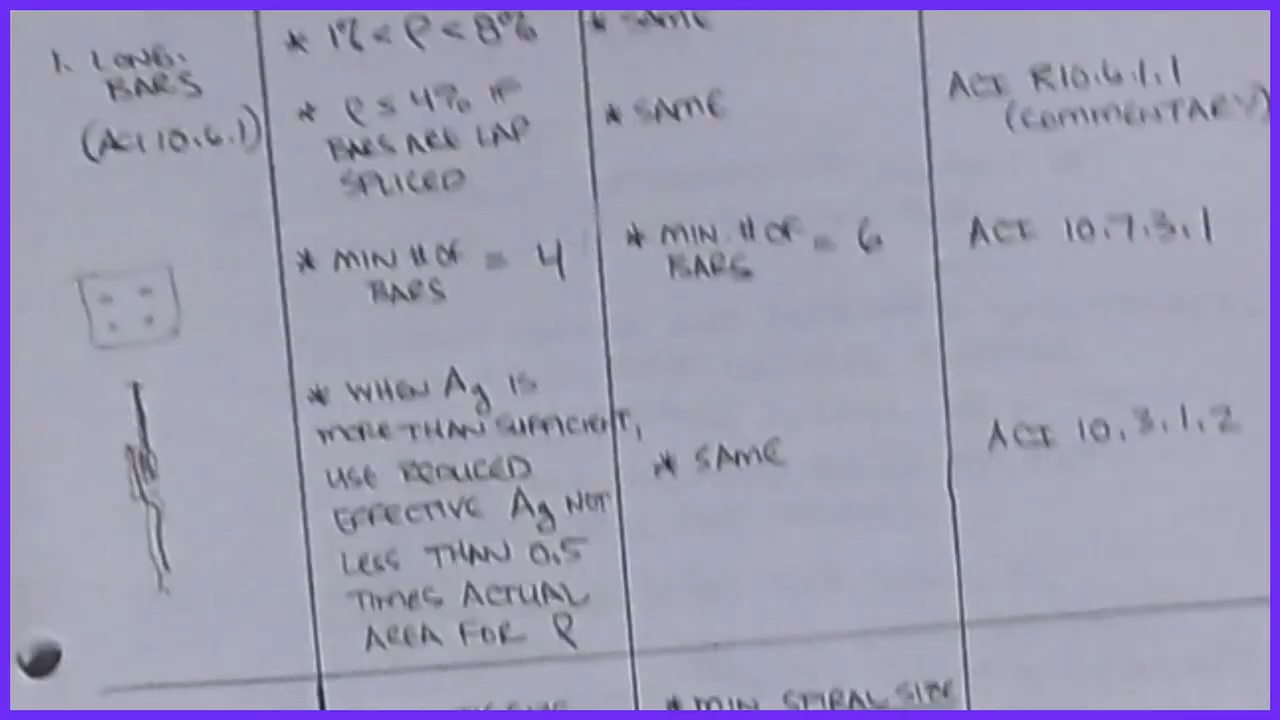 1. LONG.
BARS
(ACI 10.6.1)
* 1% < ρ < 8%
* ρ ≤ 4% IF
BARS ARE LAP
SPLICED
* MIN # OF = 4
BARS
* WHEN Ag IS
MORE THAN SUFFICIENT,
USE REDUCED
EFFECTIVE Ag NOT
LESS THAN 0.5
TIMES ACTUAL
AREA FOR ρ
* SAME
* SAME
* MIN. # OF = 6
BARS
* SAME
* MIN SPIRAL SIZE
ACI R10.6.1.1
(COMMENTARY)
ACI 10.7.3.1
ACI 10.3.1.2